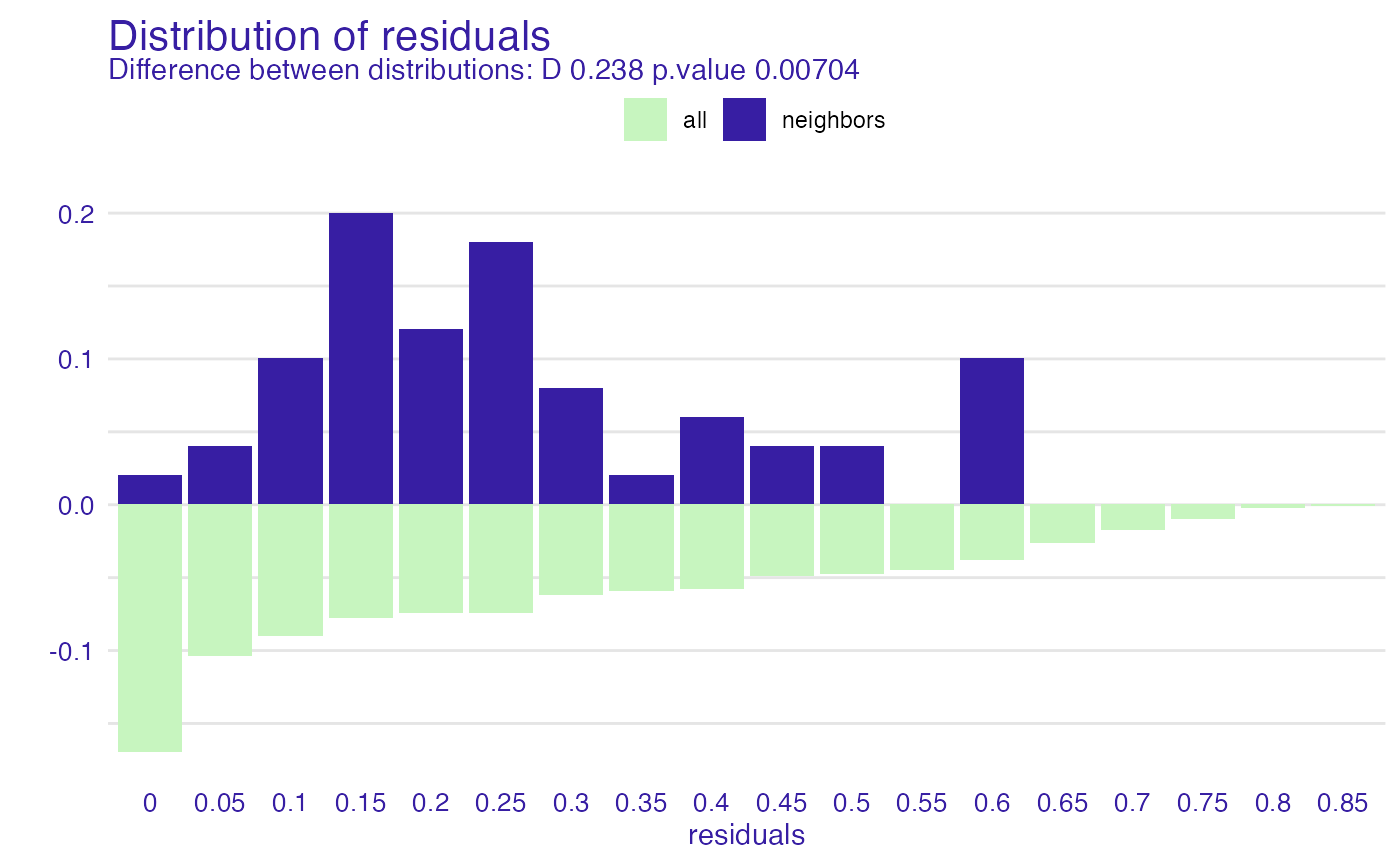 Distribution of residuals
Difference between distributions: D 0.238 p.value 0.00704
all neighbors
0.2
0.1
0.0
-0.1
0 0.05 0.1 0.15 0.2 0.25 0.3 0.35 0.4 0.45 0.5 0.55 0.6 0.65 0.7 0.75 0.8 0.85
residuals